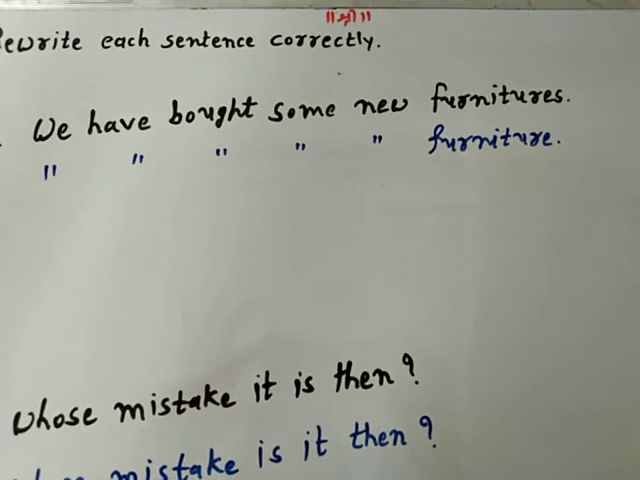 ॥श्री॥
Rewrite each sentence correctly.
We have bought some new furnitures.
" " " " " furniture.
Whose mistake it is then?
mistake is it then?